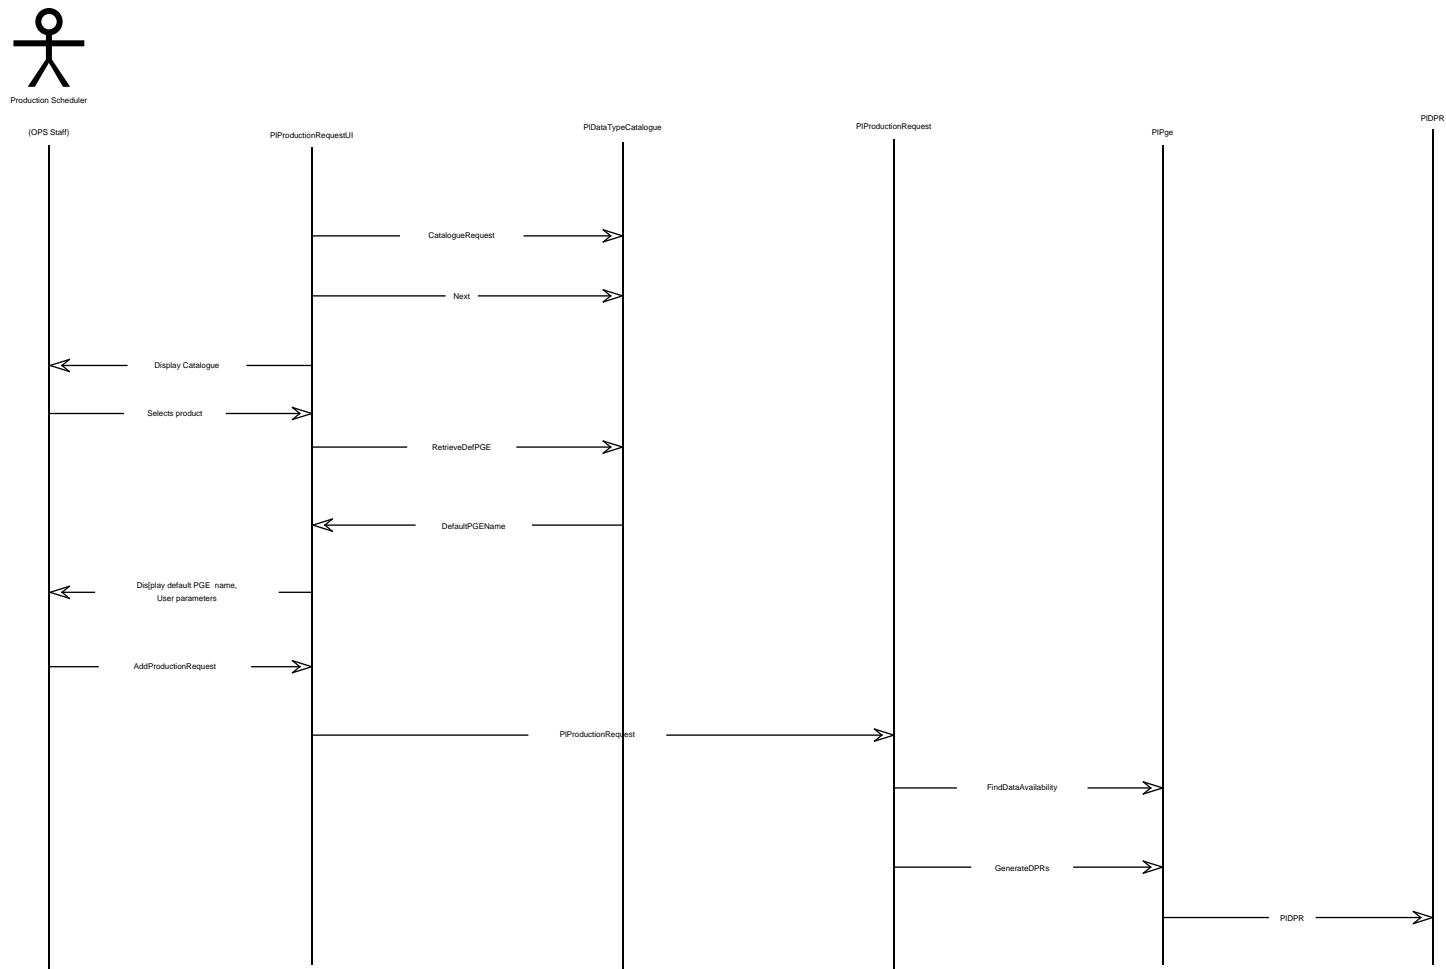 Production Scheduler
(OPS Staff)
PlProductionRequestUI
PlDataTypeCatalogue
PlProductionRequest
PlPge
PlDPR
CatalogueRequest
Next
Display Catalogue
Selects product
RetrieveDefPGE
DefaultPGEName
Dis[play default PGE  name,
User parameters
AddProductionRequest
PlProductionRequest
FindDataAvailability
GenerateDPRs
PlDPR